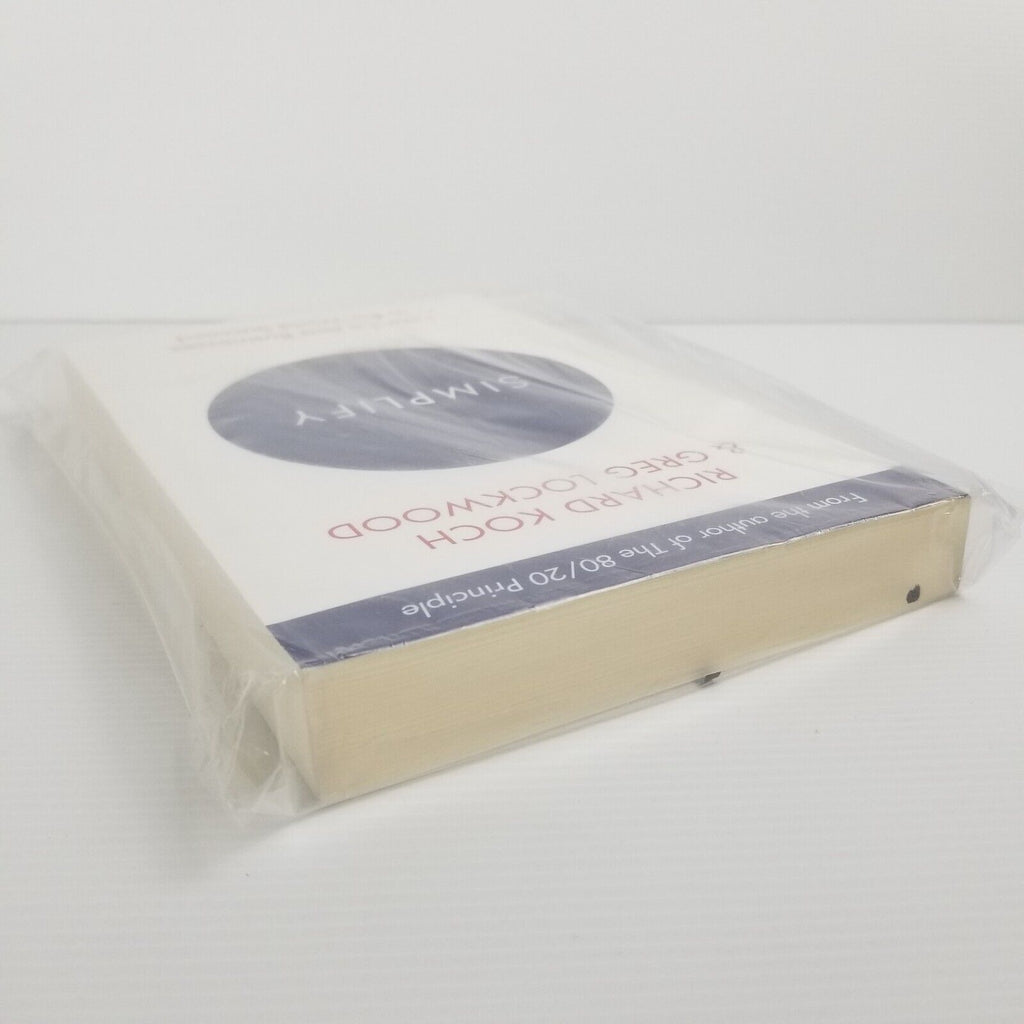 From the author of The 80/20 Principle
RICHARD KOCH
& GREG LOCKWOOD
SIMPLIFY